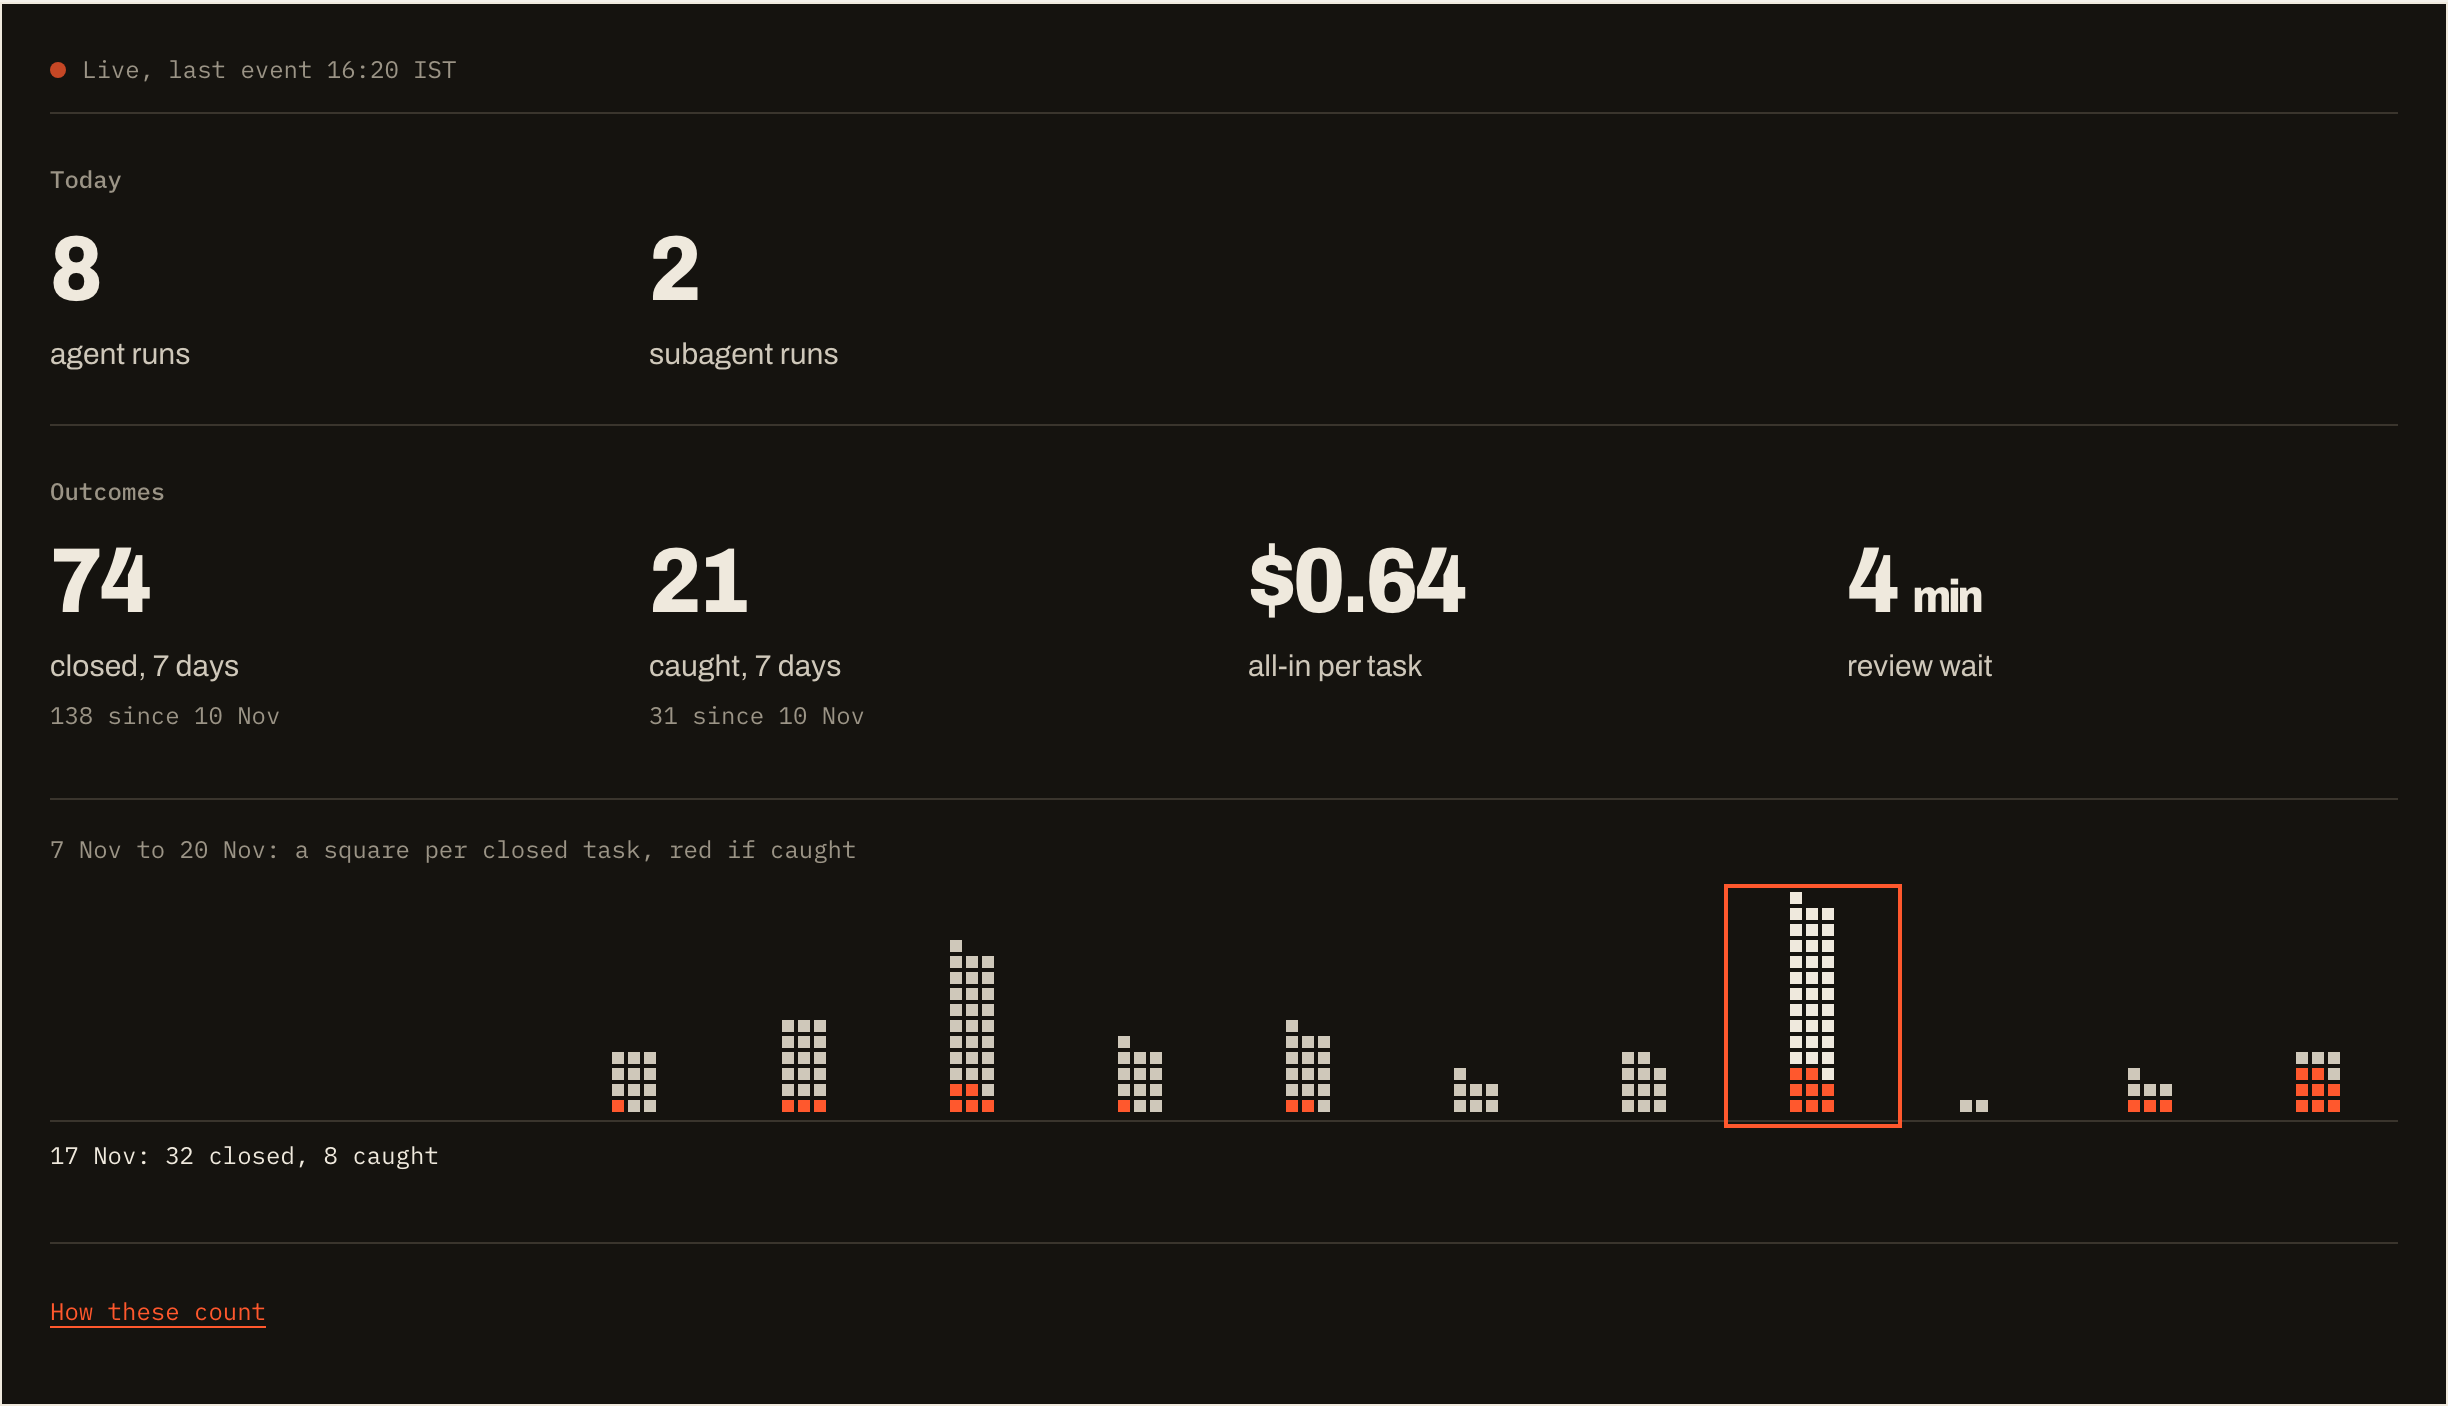 Live, last event 16:20 IST
Today
8
2
agent runs
subagent runs
Outcomes
74
21
$0.64
4 min
closed, 7 days
caught, 7 days
all-in per task
review wait
138 since 10 Nov
31 since 10 Nov
7 Nov to 20 Nov: a square per closed task, red if caught
17 Nov: 32 closed, 8 caught
How these count